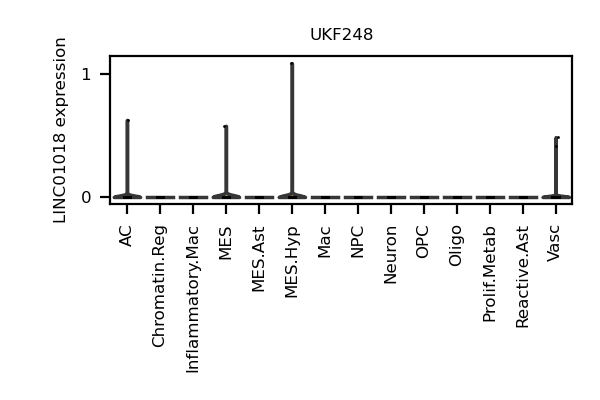 UKF248
LINC01018 expression
1
0
AC
Chromatin.Reg
Inflammatory.Mac
MES
MES.Ast
MES.Hyp
Mac
NPC
Neuron
OPC
Oligo
Prolif.Metab
Reactive.Ast
Vasc